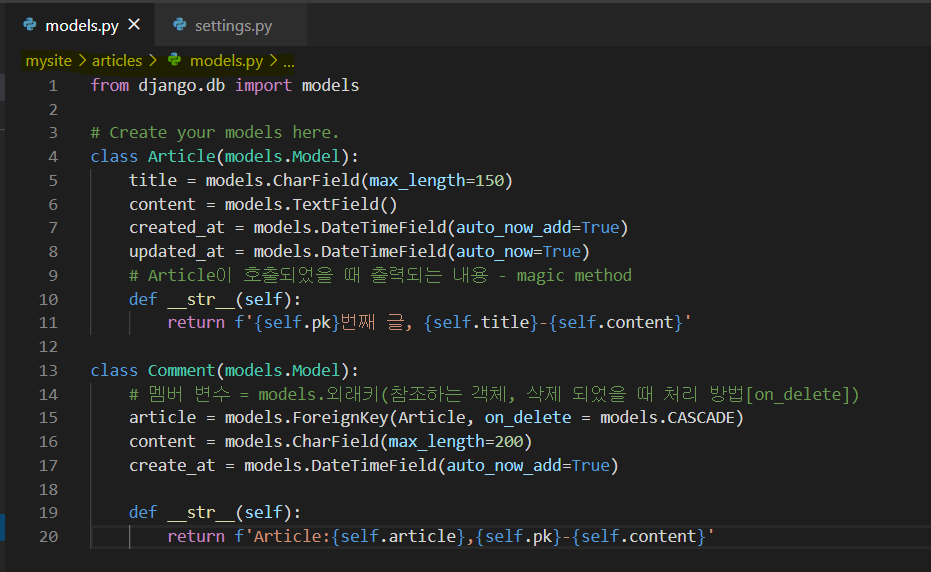 models.py ×
settings.py
mysite > articles > models.py > ...
1 from django.db import models
2
3 # Create your models here.
4 class Article(models.Model):
5     title = models.CharField(max_length=150)
6     content = models.TextField()
7     created_at = models.DateTimeField(auto_now_add=True)
8     updated_at = models.DateTimeField(auto_now=True)
9     # Article이 호출되었을 때 출력되는 내용 - magic method
10     def __str__(self):
11         return f'{self.pk}번째 글, {self.title}-{self.content}'
12
13 class Comment(models.Model):
14     # 멤버 변수 = models.외래키(참조하는 객체, 삭제 되었을 때 처리 방법[on_delete])
15     article = models.ForeignKey(Article, on_delete = models.CASCADE)
16     content = models.CharField(max_length=200)
17     create_at = models.DateTimeField(auto_now_add=True)
18
19     def __str__(self):
20         return f'Article:{self.article},{self.pk}-{self.content}'